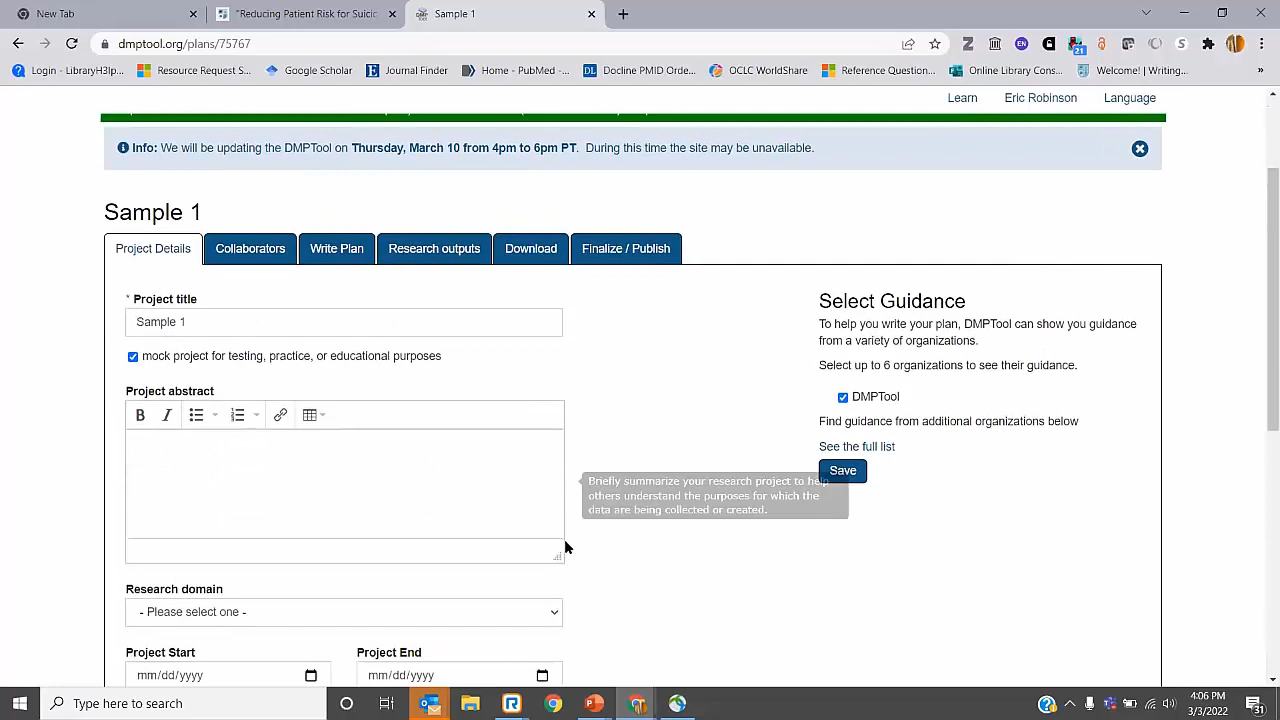 New Tab
"Reducing Patient Risk for Suicid
Sample 1
dmptool.org/plans/75767
EN
21
Login - LibraryH3lp...
Resource Request S...
Google Scholar
Journal Finder
Home - PubMed - ...
DL Docline PMID Orde...
OCLC WorldShare
Reference Question...
Online Library Cons...
Welcome! | Writing...
Learn
Eric Robinson
Language
Info: We will be updating the DMPTool on Thursday, March 10 from 4pm to 6pm PT. During this time the site may be unavailable.
Sample 1
Project Details
Collaborators
Write Plan
Research outputs
Download
Finalize / Publish
* Project title
Sample 1
mock project for testing, practice, or educational purposes
Project abstract
B I
Briefly summarize your research project to help
others understand the purposes for which the
data are being collected or created.
Research domain
- Please select one -
Project Start
Project End
mm/dd/yyyy
mm/dd/yyyy
Select Guidance
To help you write your plan, DMPTool can show you guidance
from a variety of organizations.
Select up to 6 organizations to see their guidance.
DMPTool
Find guidance from additional organizations below
See the full list
Save
Type here to search
4:06 PM
3/3/2022
31